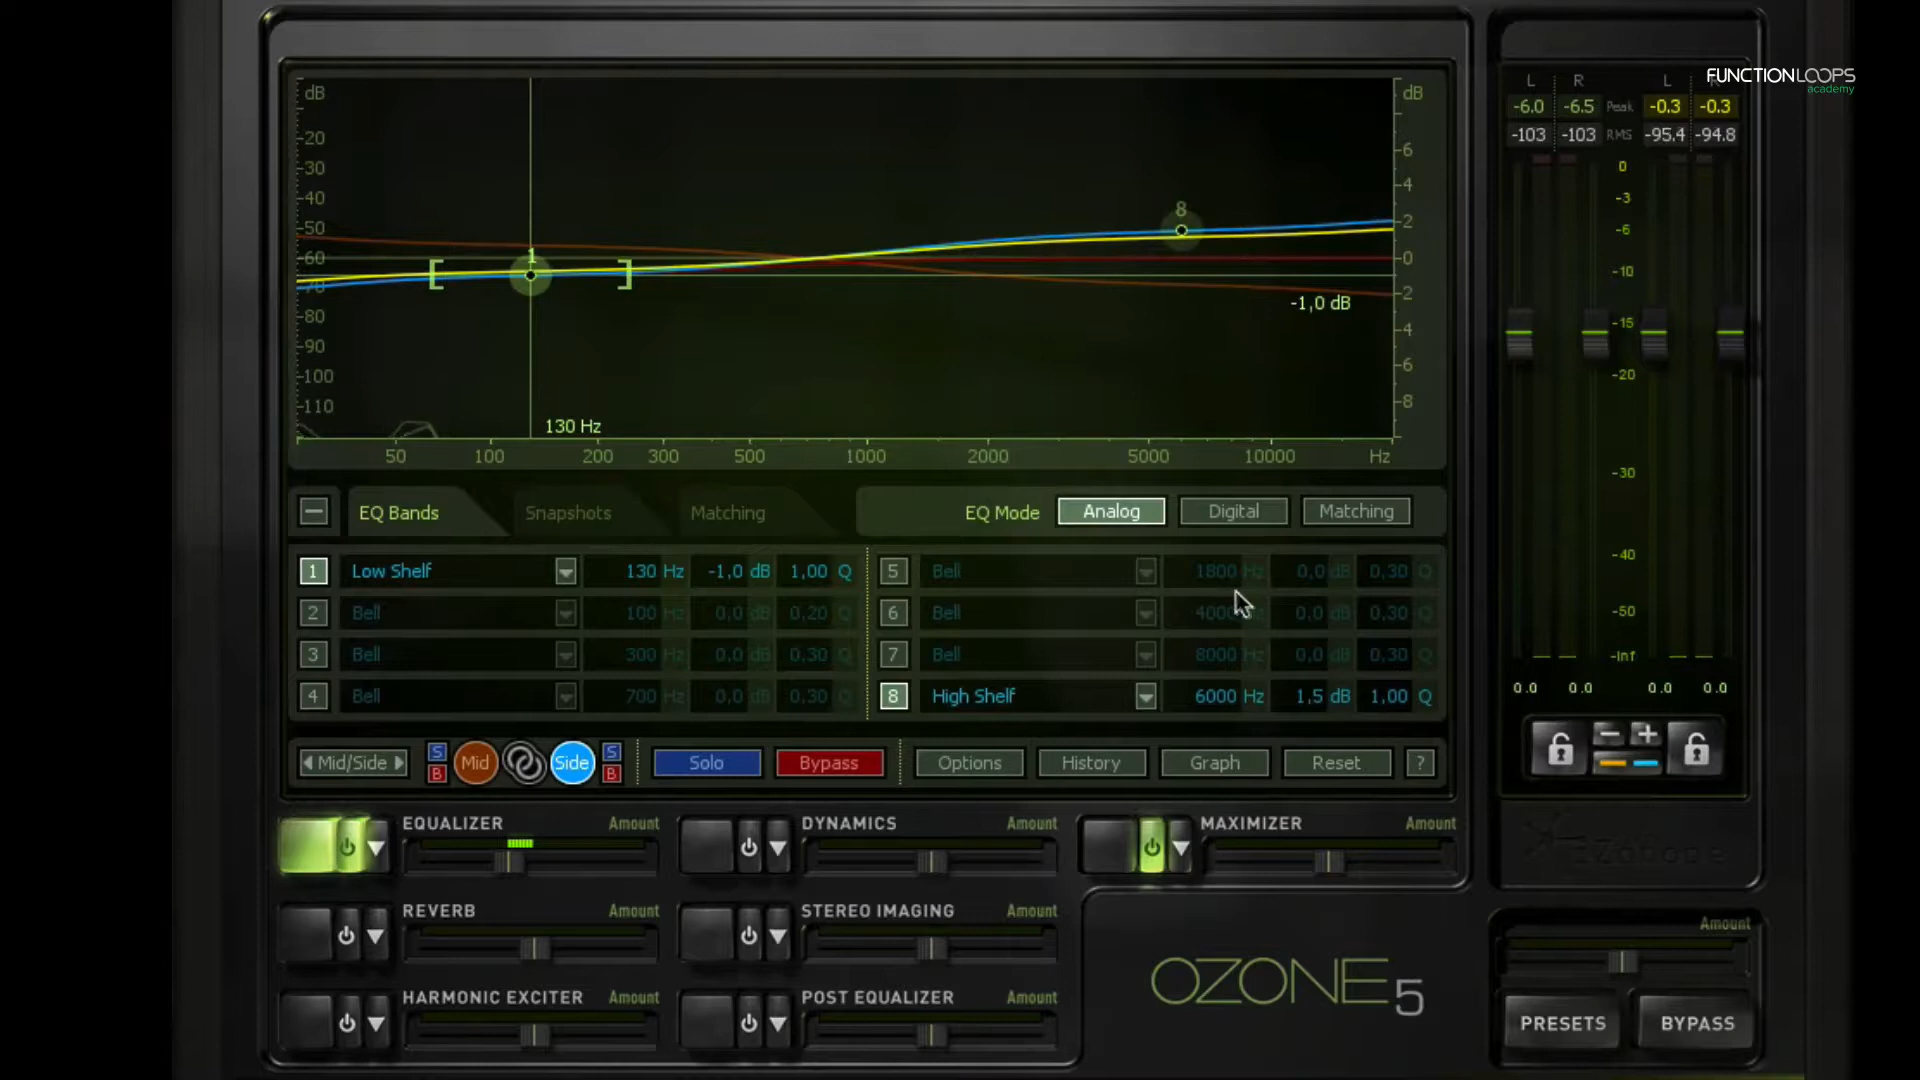 FUNCTION LOOPS
academy
dB
-20
-30
-40
-50
-60
-70
-80
-90
-100
-110
1
8
dB
6
4
2
0
2
4
6
8
-1,0 dB
130 Hz
50 100 200 300 500 1000 2000 5000 10000 Hz
L R L R
-6.0 -6.5 Peak -0.3 -0.3
-103 -103 RMS -95.4 -94.8
0
-3
-6
-10
-15
-20
-30
-40
-50
-Inf
0.0 0.0 0.0 0.0
EQ Bands Snapshots Matching EQ Mode Analog Digital Matching
1 Low Shelf 130 Hz -1,0 dB 1,00 Q 5 Bell 1800 Hz 0,0 dB 0,30 Q
2 Bell 100 Hz 0,0 dB 0,20 Q 6 Bell 4000 Hz 0,0 dB 0,30 Q
3 Bell 300 Hz 0,0 dB 0,30 Q 7 Bell 8000 Hz 0,0 dB 0,30 Q
4 Bell 700 Hz 0,0 dB 0,30 Q 8 High Shelf 6000 Hz 1,5 dB 1,00 Q
Mid/Side S B Mid Side S B Solo Bypass Options History Graph Reset ?
EQUALIZER Amount DYNAMICS Amount MAXIMIZER Amount
REVERB Amount STEREO IMAGING Amount
HARMONIC EXCITER Amount POST EQUALIZER Amount
OZONE 5
iZotope
Amount
PRESETS BYPASS